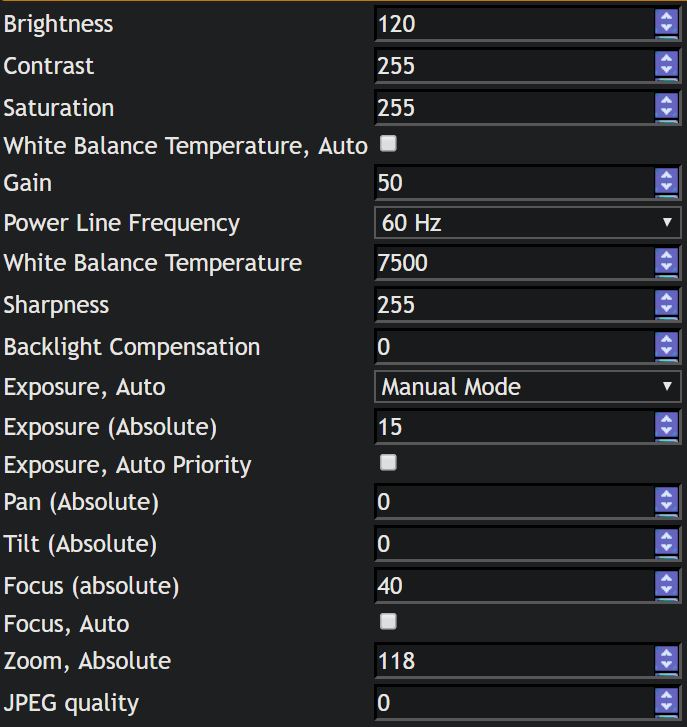 Brightness 120
Contrast 255
Saturation 255
White Balance Temperature, Auto
Gain 50
Power Line Frequency 60 Hz
White Balance Temperature 7500
Sharpness 255
Backlight Compensation 0
Exposure, Auto Manual Mode
Exposure (Absolute) 15
Exposure, Auto Priority
Pan (Absolute) 0
Tilt (Absolute) 0
Focus (absolute) 40
Focus, Auto
Zoom, Absolute 118
JPEG quality 0